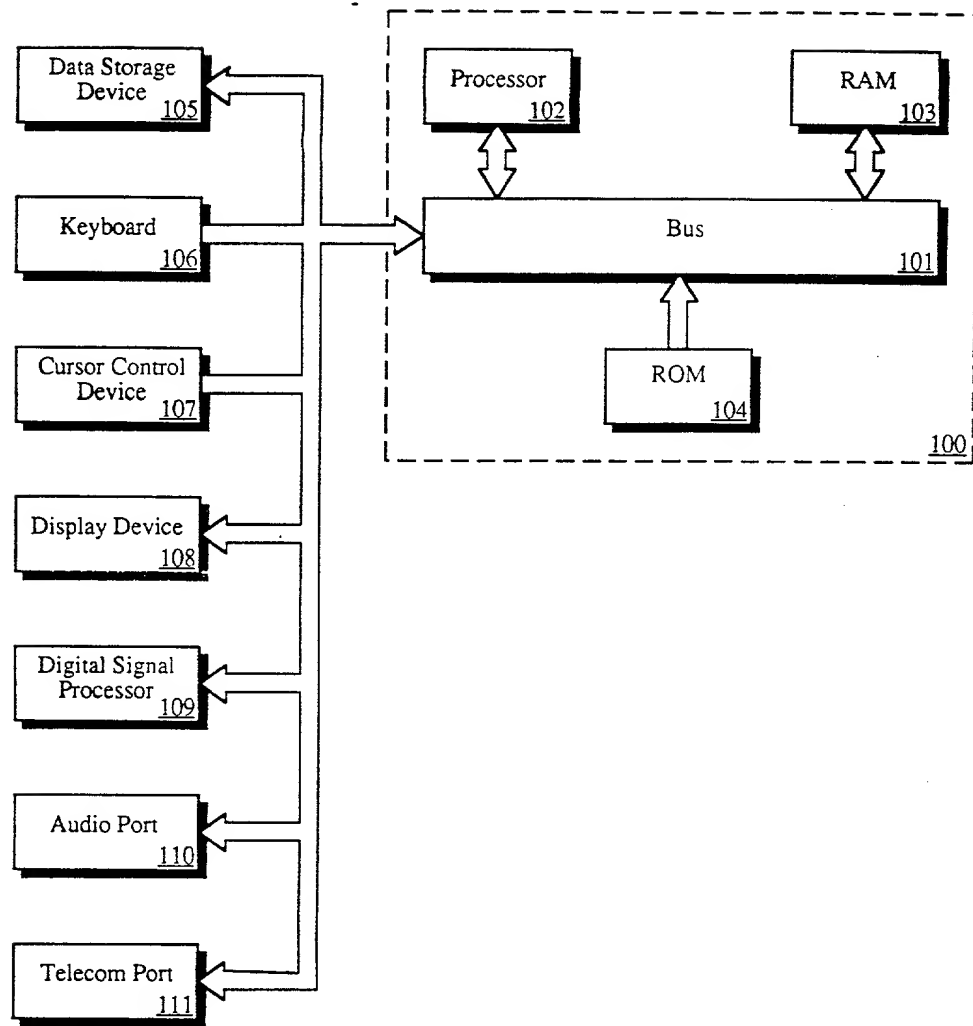 Data Storage
Device
105
Keyboard
106
Cursor Control
Device
107
Display Device
108
Digital Signal
Processor
109
Audio Port
110
Telecom Port
111
Processor
102
RAM
103
Bus
101
ROM
104
100